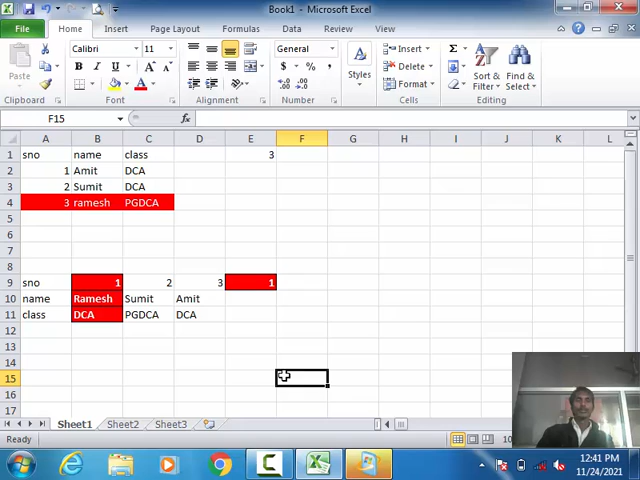 Book1 - Microsoft Excel
File Home Insert Page Layout Formulas Data Review View
Calibri 11 General Insert Σ
Paste B I U A $ % , Styles Delete Sort & Filter Find & Select
Format
Clipboard Font Alignment Number Cells Editing
F15 fx
A B C D E F G H I J K L
1 sno name class 3
2 1 Amit DCA
3 2 Sumit DCA
4 3 ramesh PGDCA
5
6
7
8
9 sno 1 2 3 1
10 name Ramesh Sumit Amit
11 class DCA PGDCA DCA
12
13
14
15
16
17
Sheet1 Sheet2 Sheet3
Ready 10
12:41 PM
11/24/2021